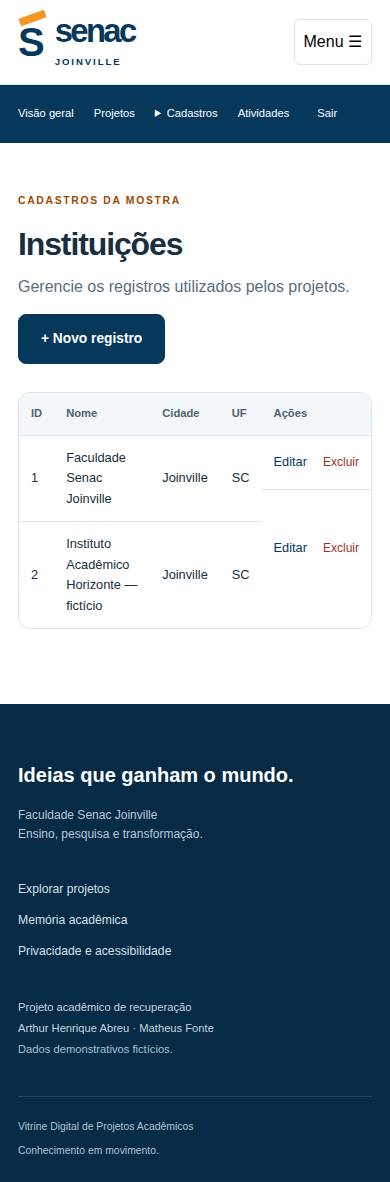 S senac
JOINVILLE
Menu ☰
Visão geral Projetos ▶ Cadastros Atividades Sair
CADASTROS DA MOSTRA
Instituições
Gerencie os registros utilizados pelos projetos.
+ Novo registro
ID Nome Cidade UF Ações
1 Faculdade Senac Joinville Joinville SC Editar Excluir
2 Instituto Acadêmico Horizonte — fictício Joinville SC Editar Excluir
Ideias que ganham o mundo.
Faculdade Senac Joinville
Ensino, pesquisa e transformação.
Explorar projetos
Memória acadêmica
Privacidade e acessibilidade
Projeto acadêmico de recuperação
Arthur Henrique Abreu · Matheus Fonte
Dados demonstrativos fictícios.
Vitrine Digital de Projetos Acadêmicos
Conhecimento em movimento.